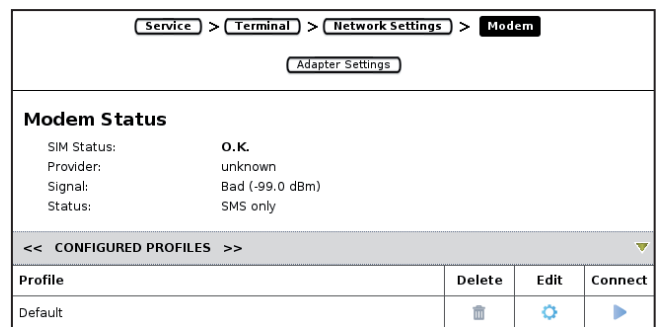 Service > Terminal > Network Settings > Modem
Adapter Settings
Modem Status
SIM Status: O.K.
Provider: unknown
Signal: Bad (-99.0 dBm)
Status: SMS only
<< CONFIGURED PROFILES >>
Profile Delete Edit Connect
Default